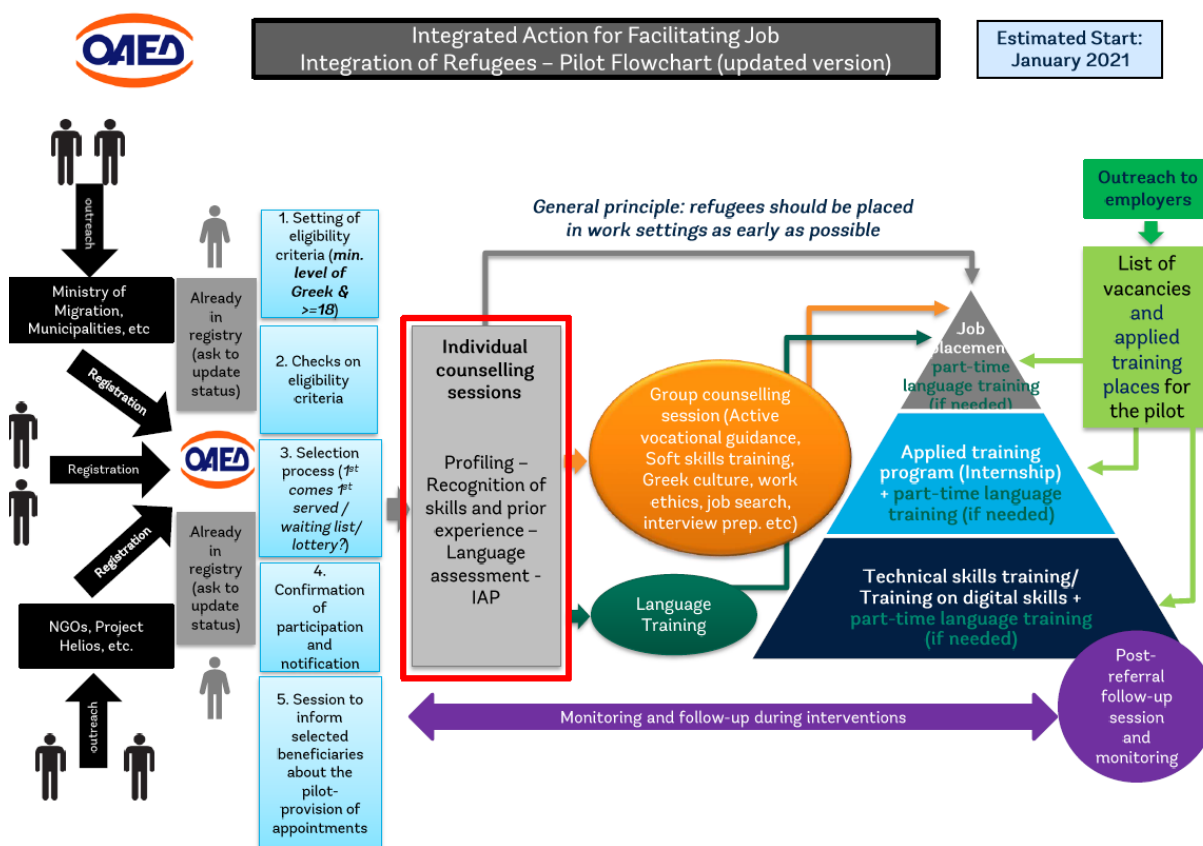 OAED
Integrated Action for Facilitating Job
Integration of Refugees – Pilot Flowchart (updated version)
Estimated Start:
January 2021
outreach
Ministry of
Migration,
Municipalities, etc
Registration
Registration
Registration
NGOs, Project
Helios, etc.
outreach
Already
in
registry
(ask to
update
status)
OAED
Already
in
registry
(ask to
update
status)
1. Setting of
eligibility
criteria (min.
level of
Greek &
>=18)
2. Checks on
eligibility
criteria
3. Selection
process (1st
comes 1st
served /
waiting list/
lottery?)
4.
Confirmation
of
participation
and
notification
5. Session to
inform
selected
beneficiaries
about the
pilot-
provision of
appointments
Individual
counselling
sessions
Profiling –
Recognition of
skills and prior
experience –
Language
assessment -
IAP
General principle: refugees should be placed
in work settings as early as possible
Group counselling
session (Active
vocational guidance,
Soft skills training,
Greek culture, work
ethics, job search,
interview prep. etc)
Language
Training
Job
placement
part-time
language training
(if needed)
Applied training
program (Internship)
+ part-time language
training (if needed)
Technical skills training/
Training on digital skills +
part-time language training
(if needed)
Outreach to
employers
List of
vacancies
and
applied
training
places for
the pilot
Monitoring and follow-up during interventions
Post-
referral
follow-up
session
and
monitoring